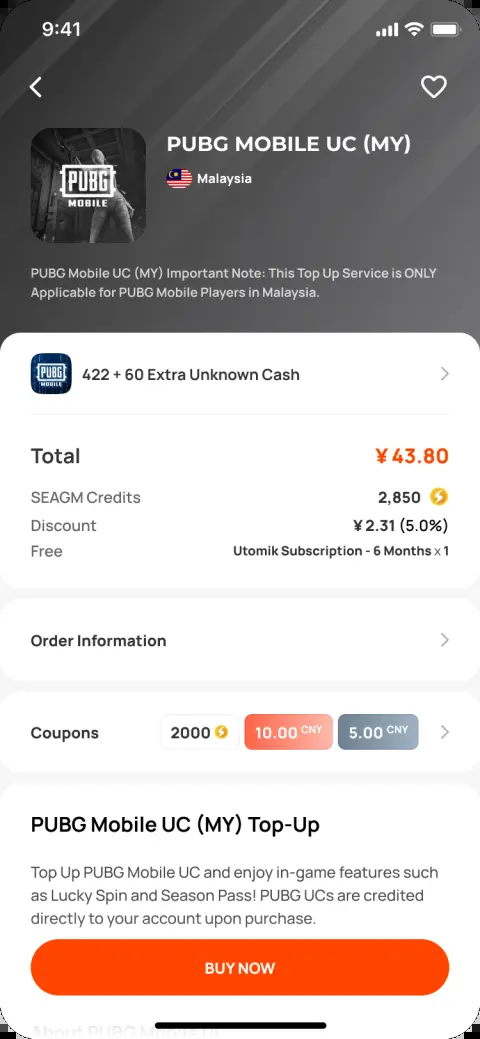 9:41
PUBG MOBILE UC (MY)
Malaysia
PUBG
MOBILE
PUBG Mobile UC (MY) Important Note: This Top Up Service is ONLY
Applicable for PUBG Mobile Players in Malaysia.
PUBG
MOBILE
422 + 60 Extra Unknown Cash
Total ¥ 43.80
SEAGM Credits 2,850
Discount ¥ 2.31 (5.0%)
Free Utomik Subscription - 6 Months x 1
Order Information
Coupons 2000 10.00 CNY 5.00 CNY
PUBG Mobile UC (MY) Top-Up
Top Up PUBG Mobile UC and enjoy in-game features such
as Lucky Spin and Season Pass! PUBG UCs are credited
directly to your account upon purchase.
BUY NOW
About PUBG Mobile